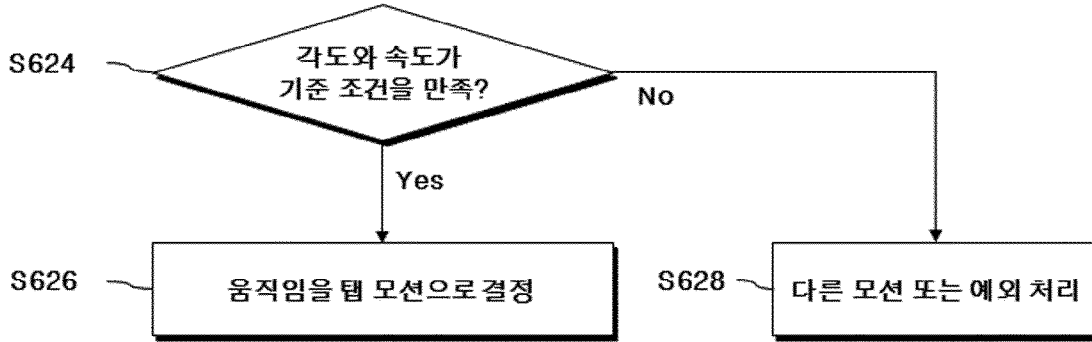 S624
각도와 속도가
기준 조건을 만족?
No
Yes
S626
움직임을 탭 모션으로 결정
S628
다른 모션 또는 예외 처리